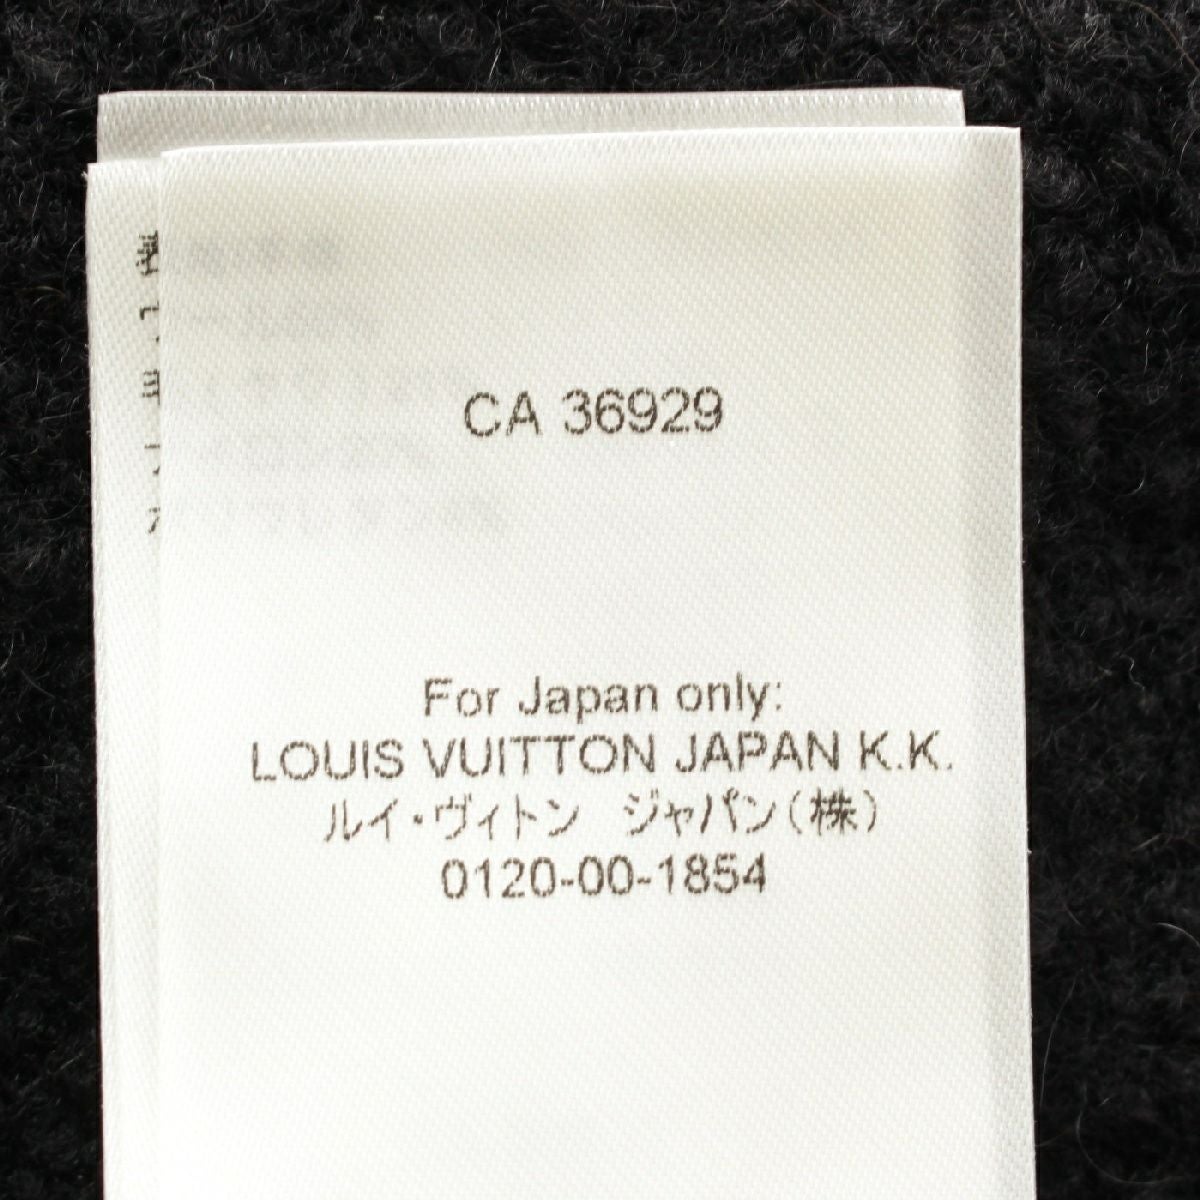 CA 36929
For Japan only:
LOUIS VUITTON JAPAN K.K.
ルイ・ヴィトン　ジャパン(株)
0120-00-1854